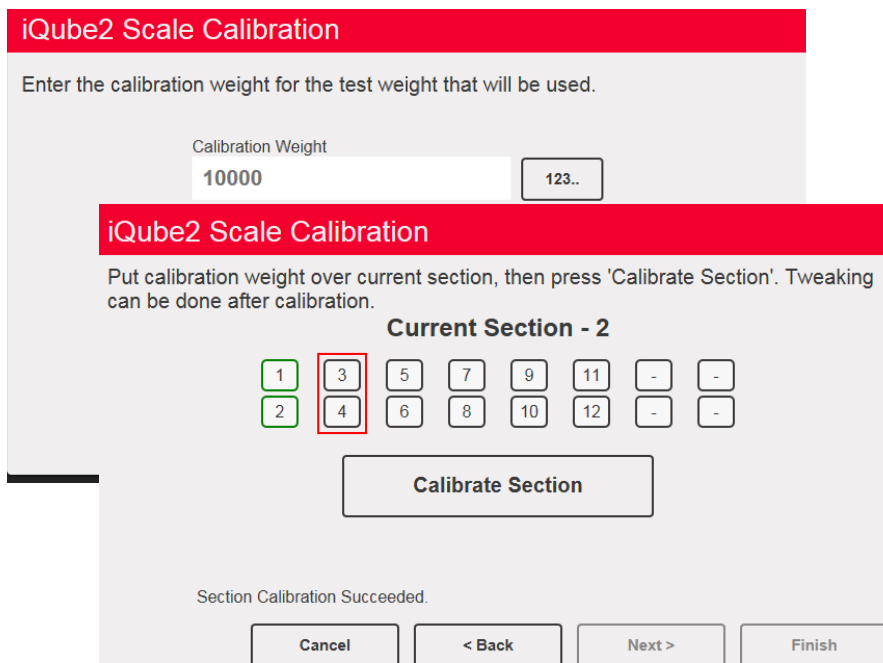 iQube2 Scale Calibration
Enter the calibration weight for the test weight that will be used.
Calibration Weight
10000
123..
iQube2 Scale Calibration
Put calibration weight over current section, then press 'Calibrate Section'. Tweaking
can be done after calibration.
Current Section - 2
1 3 5 7 9 11 - -
2 4 6 8 10 12 - -
Calibrate Section
Section Calibration Succeeded.
Cancel < Back Next > Finish